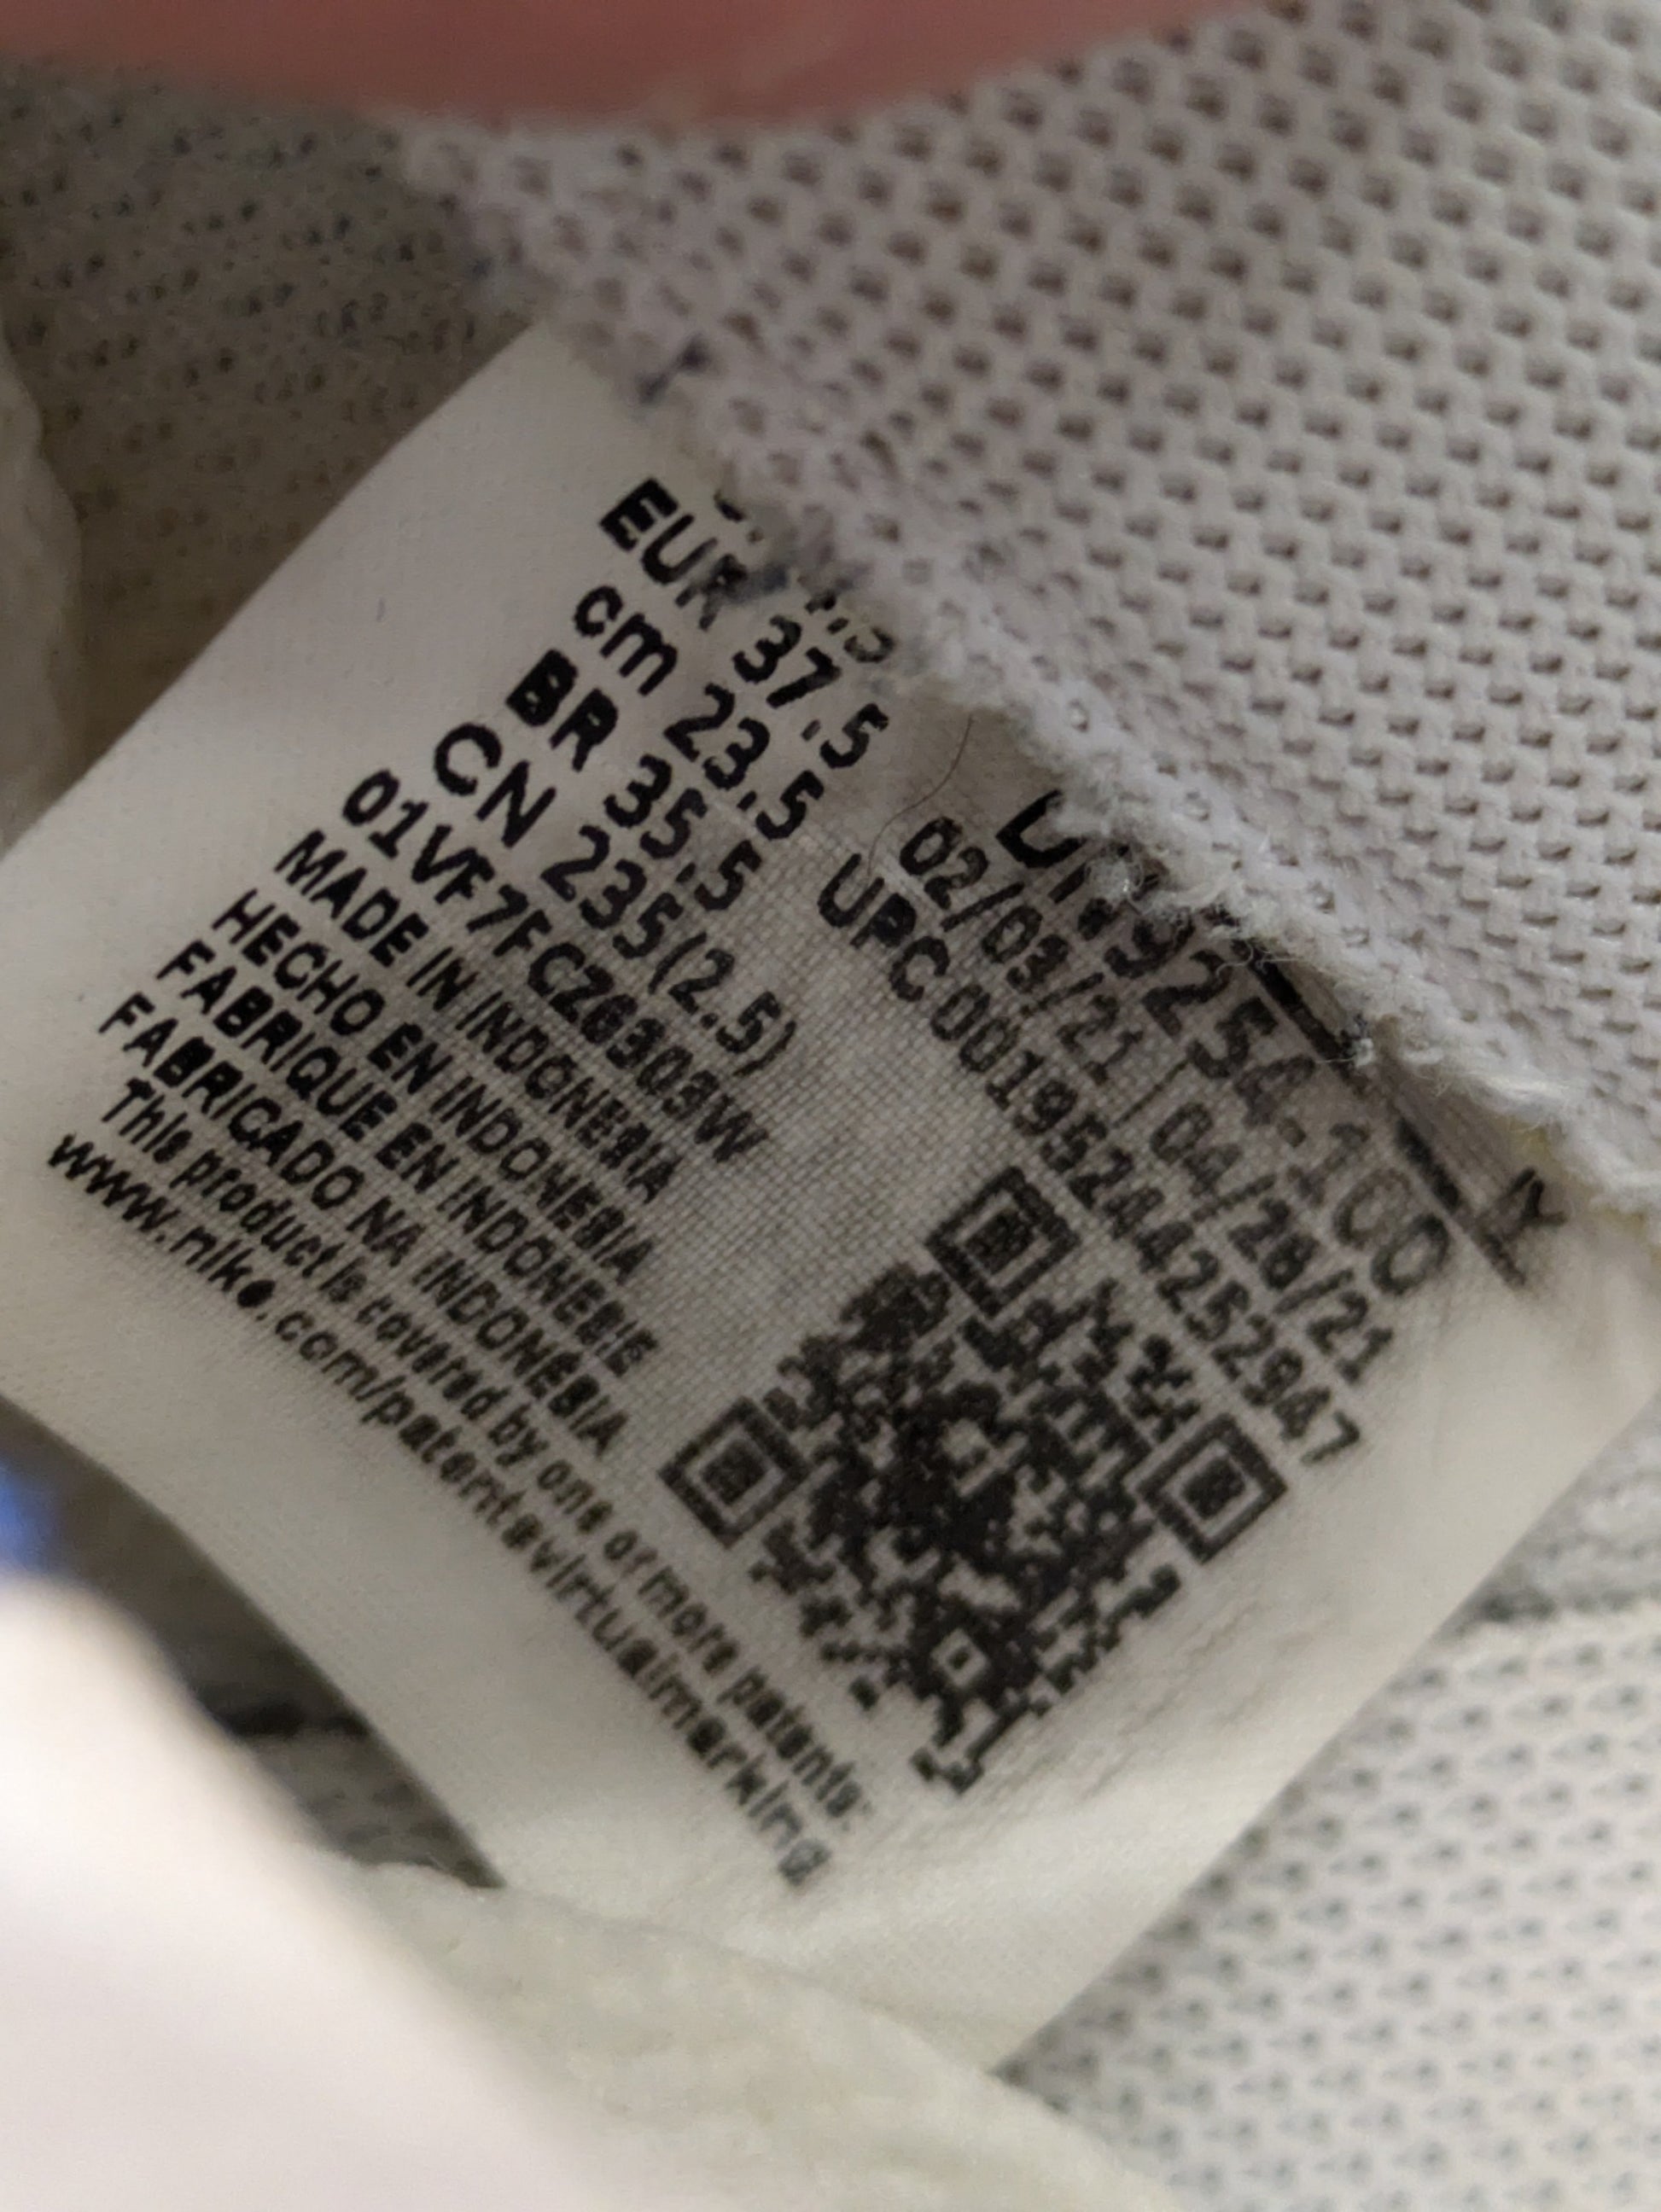 EUR 37.5
cm 23.5
BR 35.5
CN 235(2.5)
01VF7FCZ6303W
MADE IN INDONESIA
HECHO EN INDONESIA
FABRIQUE EN INDONESIE
FABRICADO NA INDONÉSIA
This product is covered by one or more patents:
www.nike.com/patentsvirtualmarking
02/03/21 | 04/28/21
UPC 00195244252947